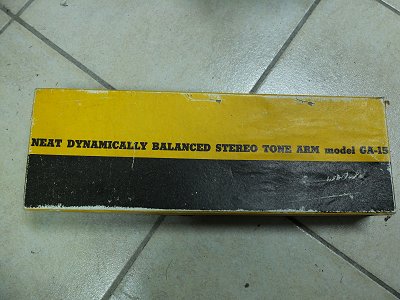 NEAT DYNAMICALLY BALANCED STEREO TONE ARM model GA-15